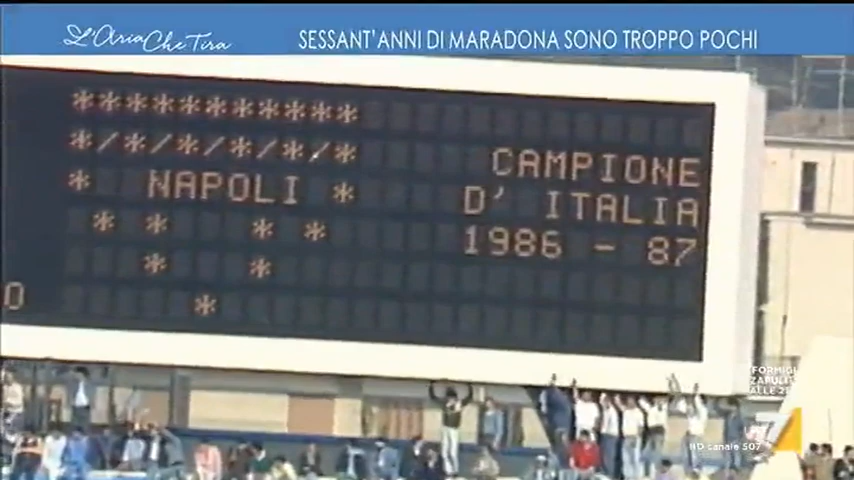 L'Aria Che Tira
SESSANT'ANNI DI MARADONA SONO TROPPO POCHI
* * * * * * * * * * *
* / * / * / * / * / *
* NAPOLI *
* * * *
* *
*
O
CAMPIONE
D' ITALIA
1986 - 87
HD canale 507